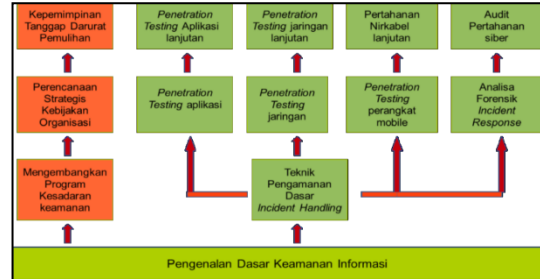 Kepemimpinan
Tanggap Darurat
Pemulihan
Penetration
Testing Aplikasi
lanjutan
Penetration
Testing jaringan
lanjutan
Pertahanan
Nirkabel
lanjutan
Audit
Pertahanan
siber
Perencanaan
Strategis
Kebijakan
Organisasi
Penetration
Testing aplikasi
Penetration
Testing
jaringan
Penetration
Testing
perangkat
mobile
Analisa
Forensik
Incident
Response
Mengembangkan
Program
Kesadaran
keamanan
Teknik
Pengamanan
Dasar
Incident Handling
Pengenalan Dasar Keamanan Informasi